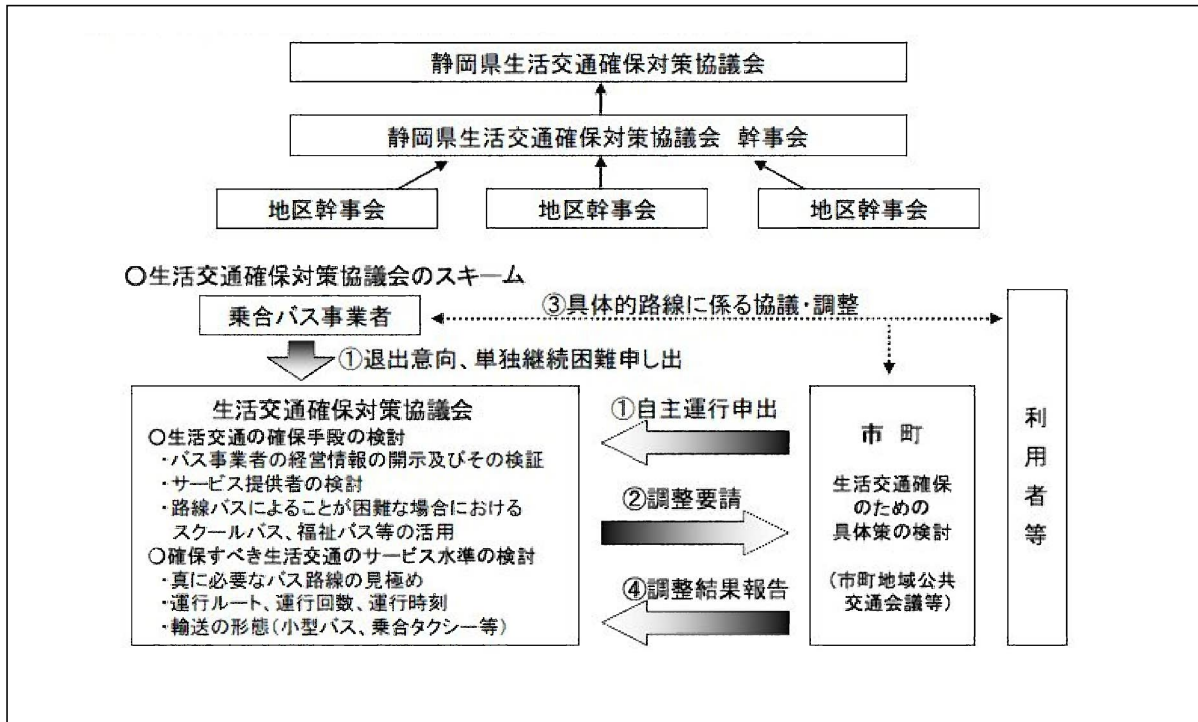 静岡県生活交通確保対策協議会
静岡県生活交通確保対策協議会 幹事会
地区幹事会
地区幹事会
地区幹事会
○生活交通確保対策協議会のスキーム
乗合バス事業者
③具体的路線に係る協議・調整
①退出意向、単独継続困難申し出
生活交通確保対策協議会
○生活交通の確保手段の検討
・バス事業者の経営情報の開示及びその検証
・サービス提供者の検討
・路線バスによることが困難な場合における
スクールバス、福祉バス等の活用
○確保すべき生活交通のサービス水準の検討
・真に必要なバス路線の見極め
・運行ルート、運行回数、運行時刻
・輸送の形態(小型バス、乗合タクシー等)
①自主運行申出
②調整要請
④調整結果報告
市 町
生活交通確保
のための
具体策の検討
(市町地域公共
交通会議等)
利用者等